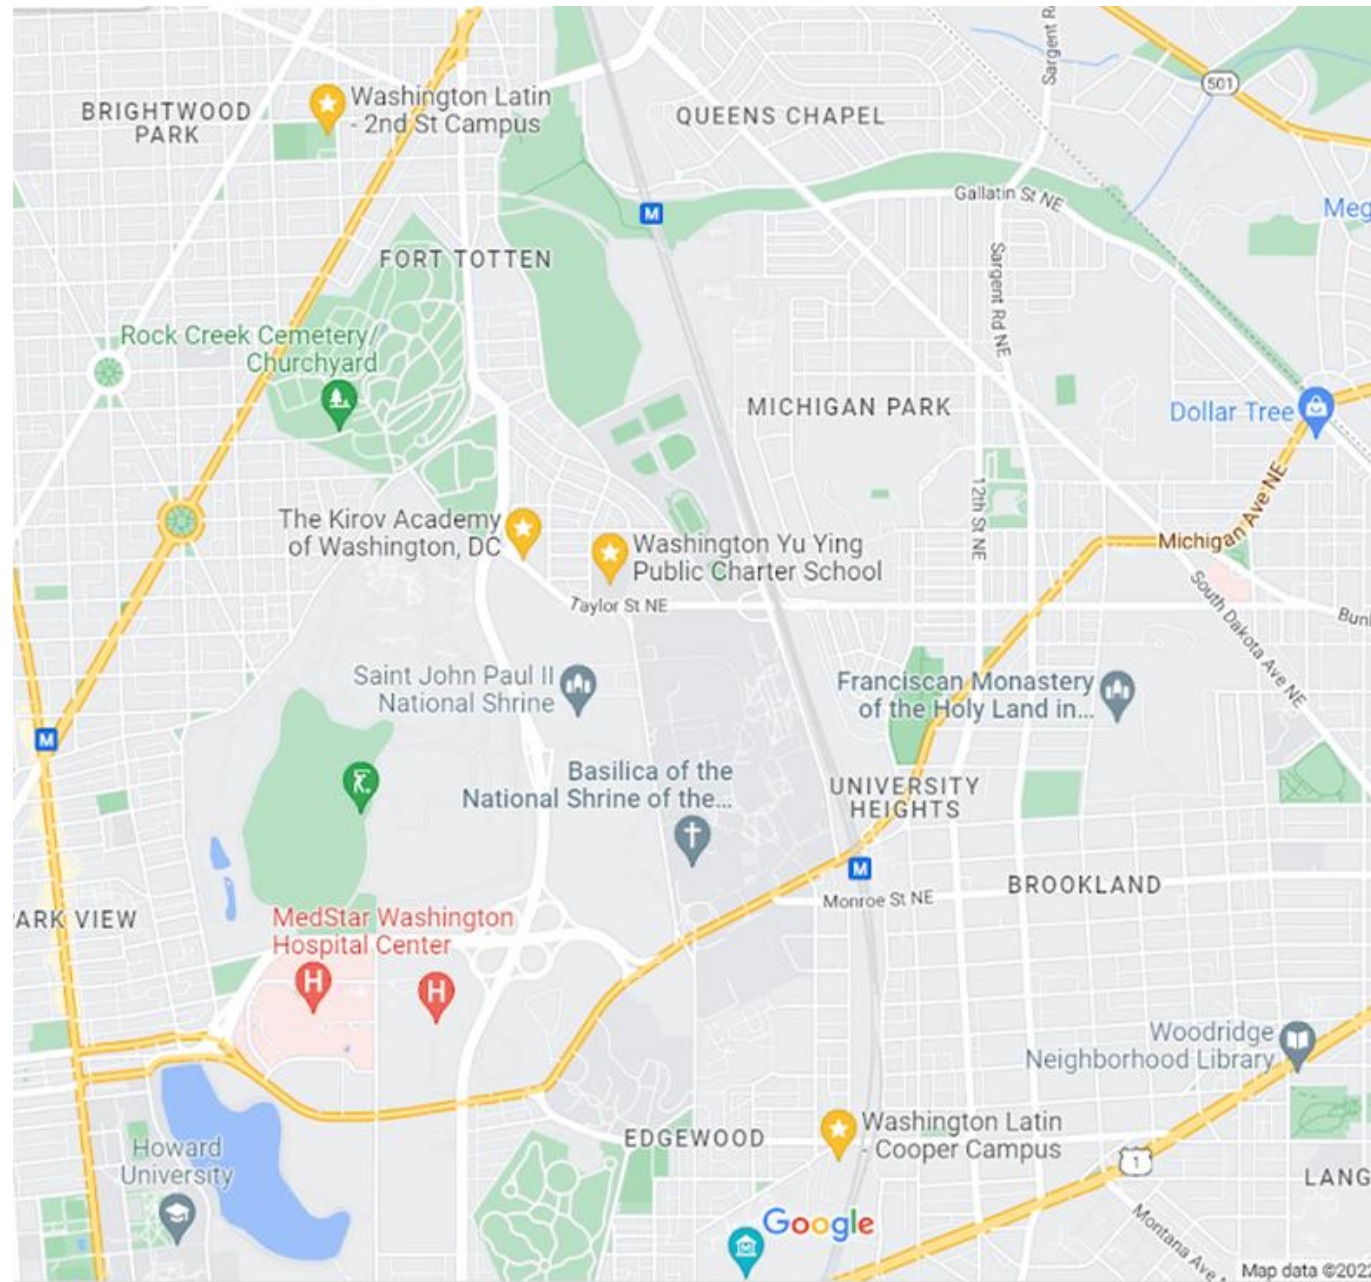 Sargent R
501
BRIGHTWOOD
PARK
Washington Latin
- 2nd St Campus
QUEENS CHAPEL
Gallatin St NE
Meg
M
FORT TOTTEN
Sargent Rd NE
Rock Creek Cemetery/
Churchyard
MICHIGAN PARK
Dollar Tree
12th St NE
Michigan Ave NE
The Kirov Academy
of Washington, DC
Washington Yu Ying
Public Charter School
Taylor St NE
South Dakota Ave NE
Bun
Saint John Paul II
National Shrine
Franciscan Monastery
of the Holy Land in...
M
Basilica of the
National Shrine of the...
UNIVERSITY
HEIGHTS
M
BROOKLAND
Monroe St NE
PARK VIEW
MedStar Washington
Hospital Center
H
H
Woodridge
Neighborhood Library
Washington Latin
- Cooper Campus
EDGEWOOD
1
Howard
University
LANG
Montana Ave
Google
Map data ©2024